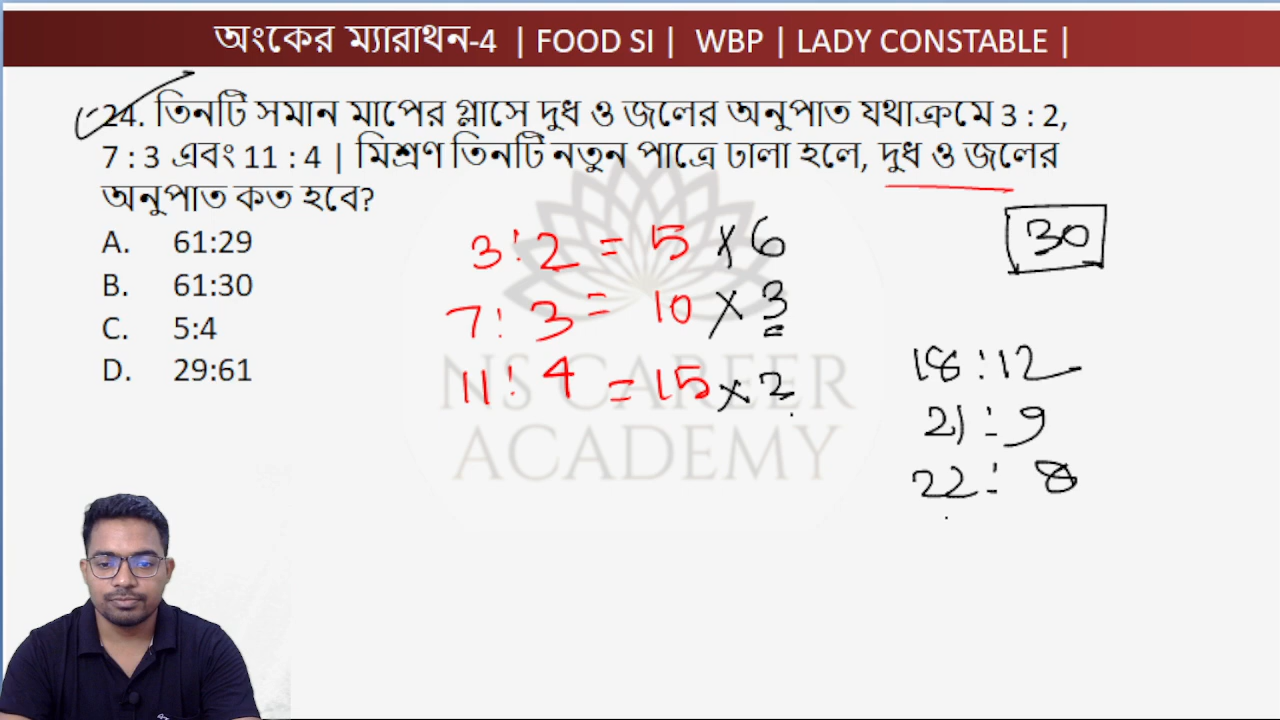 অংকের ম্যারাথন-4 | FOOD SI | WBP | LADY CONSTABLE |
24. তিনটি সমান মাপের গ্লাসে দুধ ও জলের অনুপাত যথাক্রমে 3 : 2,
7 : 3 এবং 11 : 4 | মিশ্রণ তিনটি নতুন পাত্রে ঢালা হলে, দুধ ও জলের
অনুপাত কত হবে?
A. 61:29
B. 61:30
C. 5:4
D. 29:61
3 : 2 = 5 × 6
7 : 3 = 10 × 3
11 : 4 = 15 × 2
30
18 : 12
21 : 9
22 : 8
NS CAREER
ACADEMY